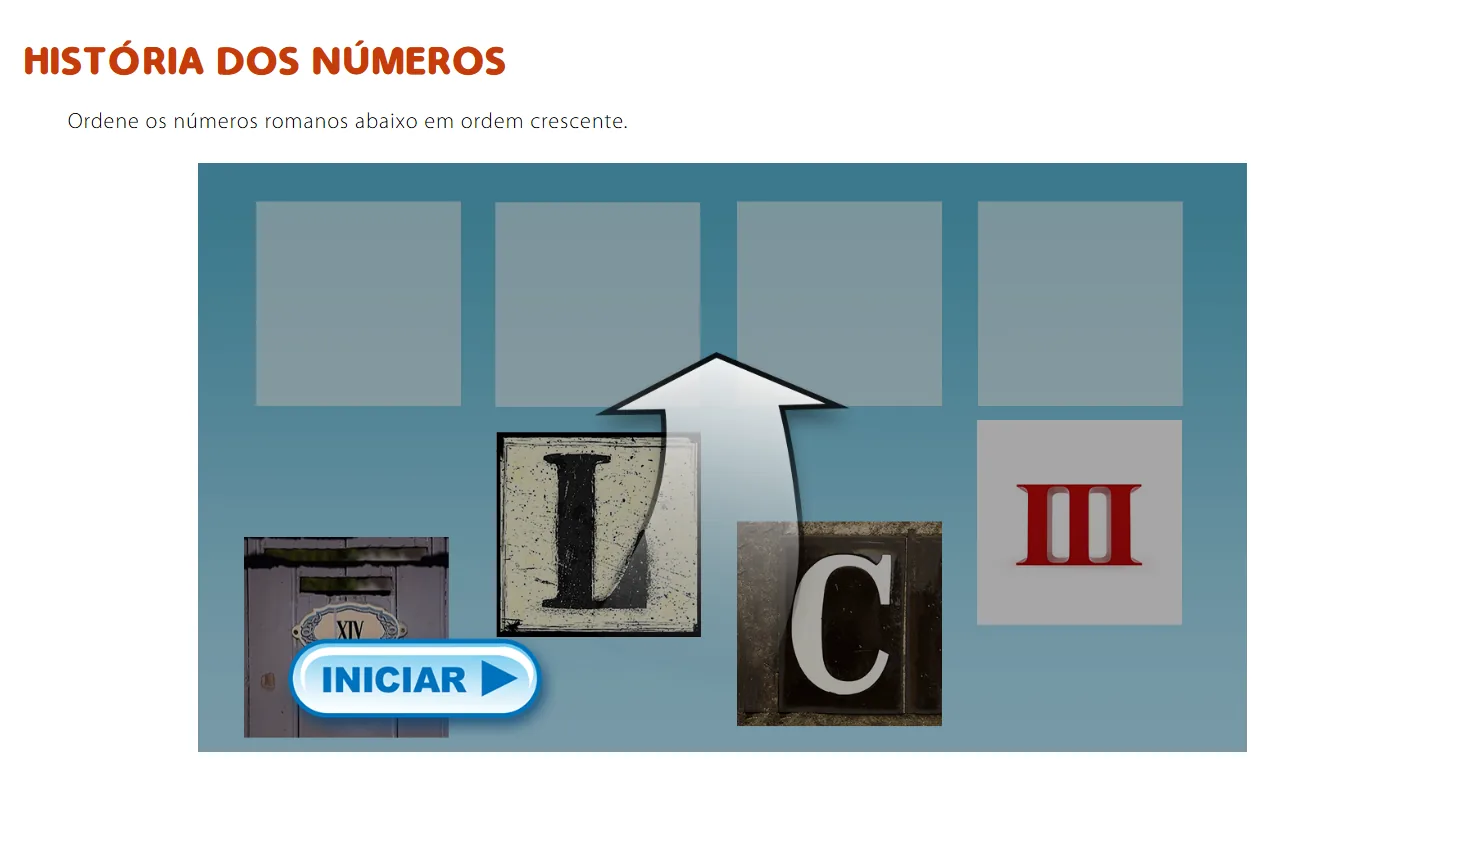 HISTÓRIA DOS NÚMEROS
Ordene os números romanos abaixo em ordem crescente.
L
III
C
XIV
INICIAR